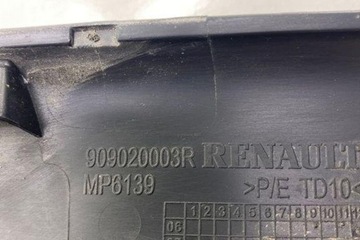 909020003R RENAULT
MP6139 >P/E TD10
1 2 3 4 5 6 7 8 9 10 11
06